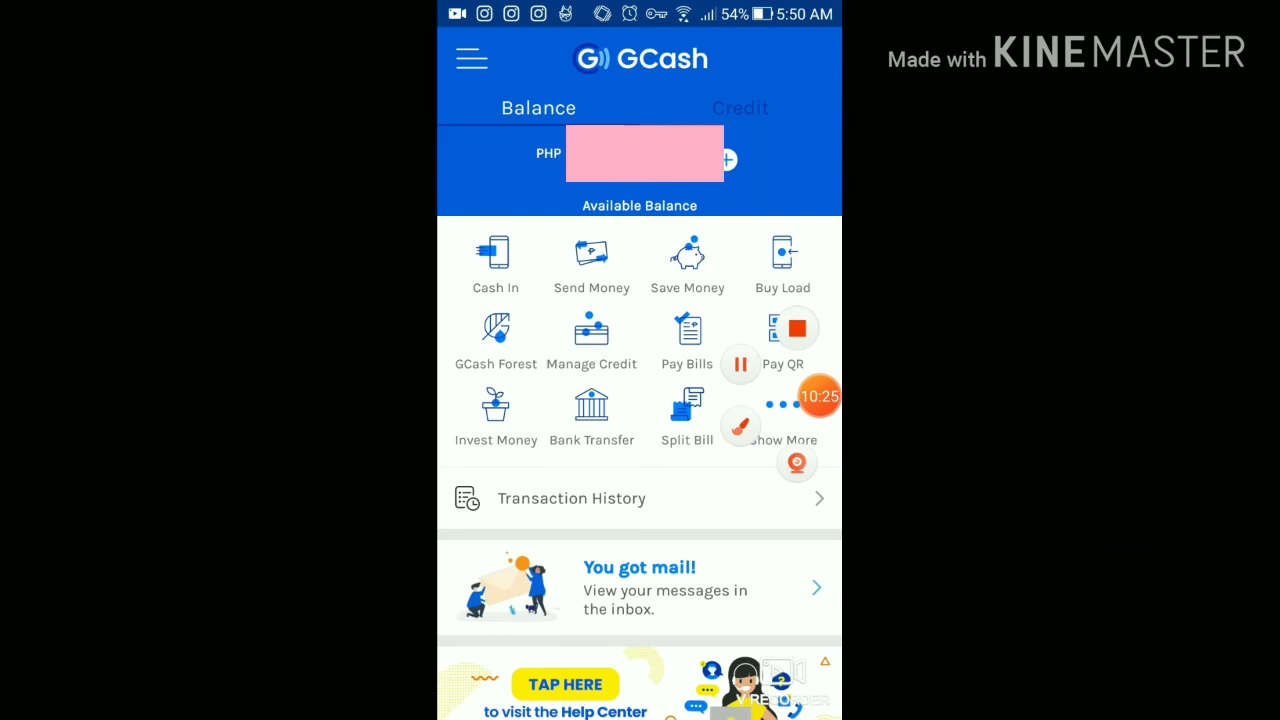 54% 5:50 AM
Made with KINEMASTER
GCash
Balance Credit
PHP
Available Balance
Cash In Send Money Save Money Buy Load
GCash Forest Manage Credit Pay Bills Pay QR
10:25
Invest Money Bank Transfer Split Bill Show More
Transaction History
You got mail!
View your messages in
the inbox.
TAP HERE
to visit the Help Center
V RECORDER